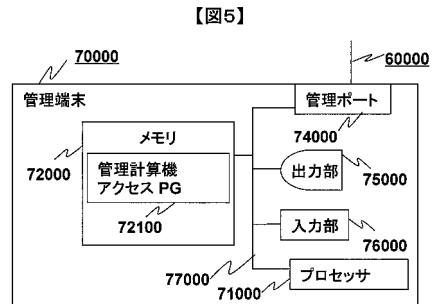 【図5】
70000
60000
管理端末
管理ポート
74000
メモリ
72000
管理計算機
アクセス PG
72100
出力部
75000
入力部
76000
77000
プロセッサ
71000